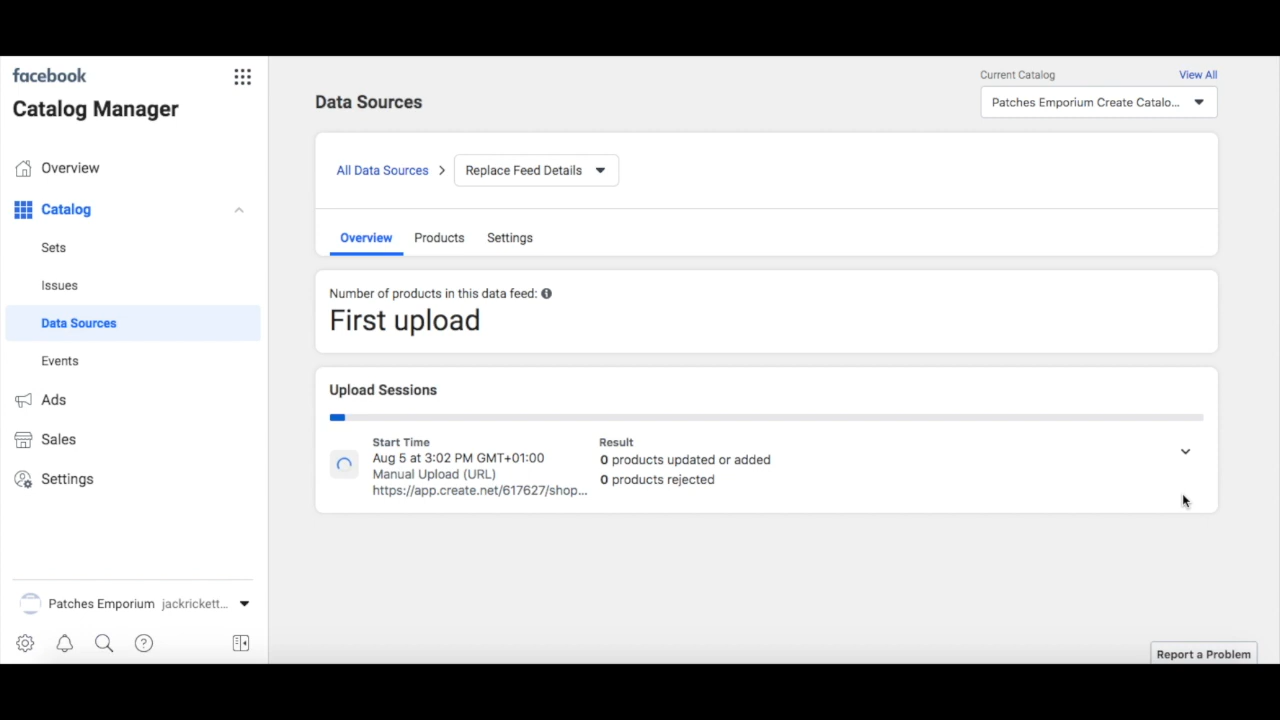 facebook
Catalog Manager
Overview
Catalog
Sets
Issues
Data Sources
Events
Ads
Sales
Settings
Patches Emporium jackrickett...
Data Sources
Current Catalog
View All
Patches Emporium Create Catalo...
All Data Sources
Replace Feed Details
Overview
Products
Settings
Number of products in this data feed:
First upload
Upload Sessions
Start Time
Aug 5 at 3:02 PM GMT+01:00
Manual Upload (URL)
https://app.create.net/617627/shop...
Result
0 products updated or added
0 products rejected
Report a Problem